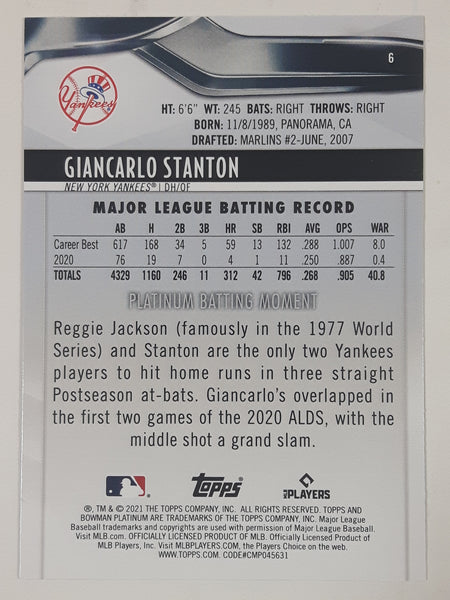 6
Yankees
HT: 6'6" WT: 245 BATS: RIGHT THROWS: RIGHT
BORN: 11/8/1989, PANORAMA, CA
DRAFTED: MARLINS #2-JUNE, 2007
GIANCARLO STANTON
NEW YORK YANKEES® | DH/OF
MAJOR LEAGUE BATTING RECORD
AB H 2B 3B HR SB RBI AVG OPS WAR
Career Best 617 168 34 5 59 13 132 .288 1.007 8.0
2020 76 19 7 0 4 1 11 .250 .887 0.4
TOTALS 4329 1160 246 11 312 42 796 .268 .905 40.8
PLATINUM BATTING MOMENT
Reggie Jackson (famously in the 1977 World
Series) and Stanton are the only two Yankees
players to hit home runs in three straight
Postseason at-bats. Giancarlo's overlapped in
the first two games of the 2020 ALDS, with the
middle shot a grand slam.
Topps
PLAYERS
®, TM & © 2021 THE TOPPS COMPANY, INC. ALL RIGHTS RESERVED. TOPPS AND
BOWMAN PLATINUM ARE TRADEMARKS OF THE TOPPS COMPANY, INC. Major League
Baseball trademarks and copyrights are used with permission of Major League Baseball.
Visit MLB.com. OFFICIALLY LICENSED PRODUCT OF MLB. Officially Licensed Product of
MLB Players, Inc. Visit MLBPLAYERS.com, the Players Choice on the web.
WWW.TOPPS.COM. CODE#CMP045631